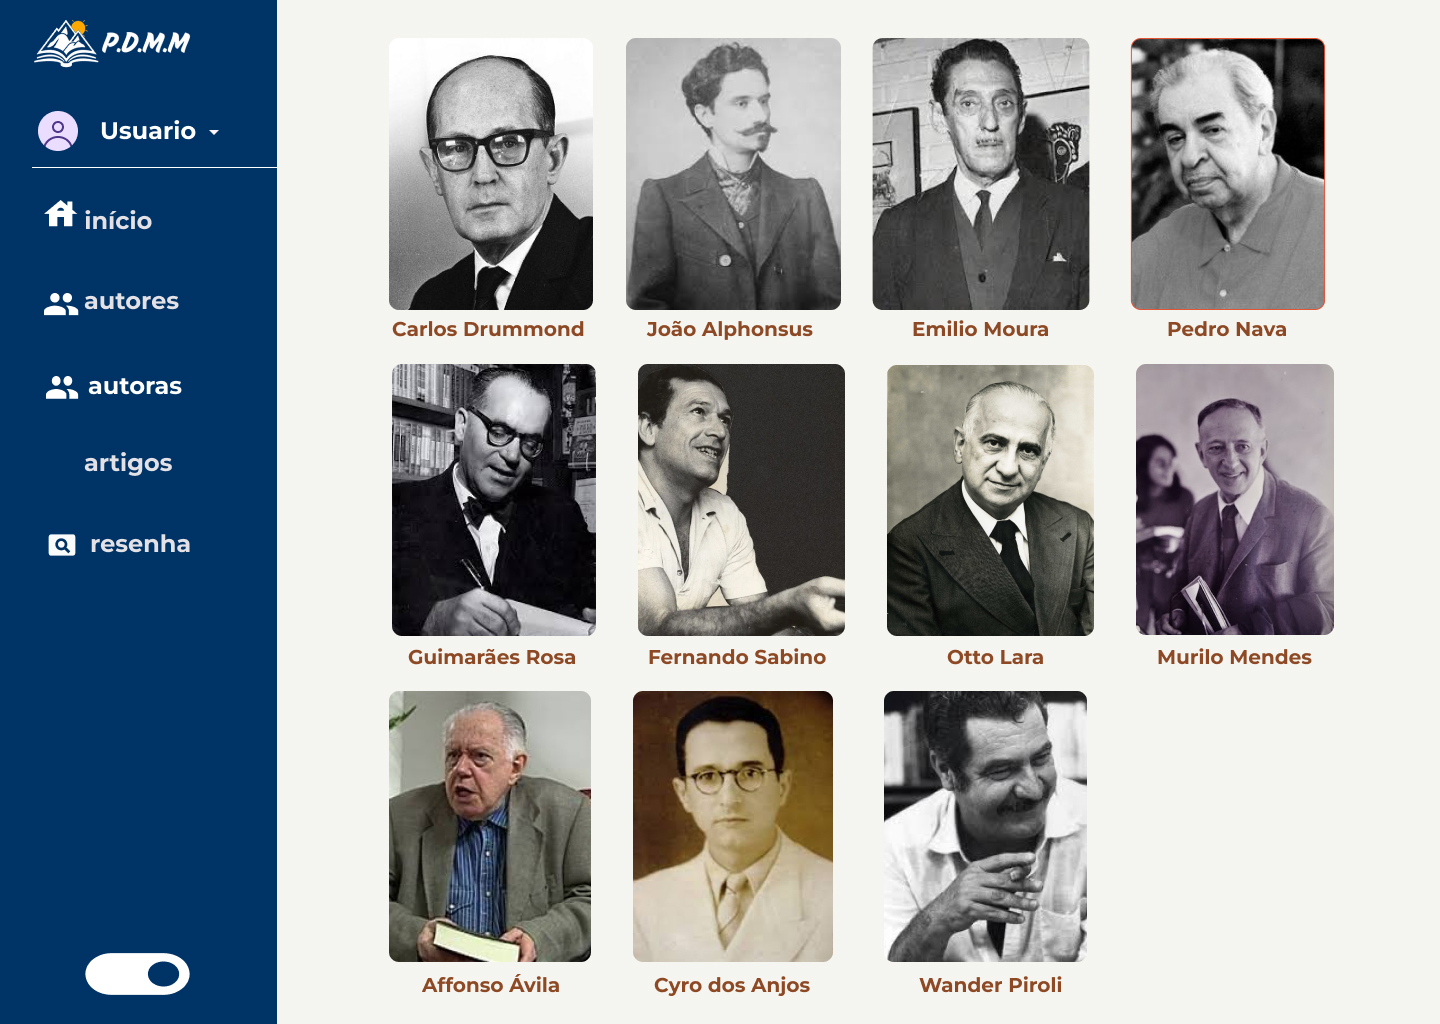 P.D.M.M
Usuario
início
autores
autoras
artigos
resenha
Carlos Drummond
João Alphonsus
Emilio Moura
Pedro Nava
Guimarães Rosa
Fernando Sabino
Otto Lara
Murilo Mendes
Affonso Ávila
Cyro dos Anjos
Wander Piroli